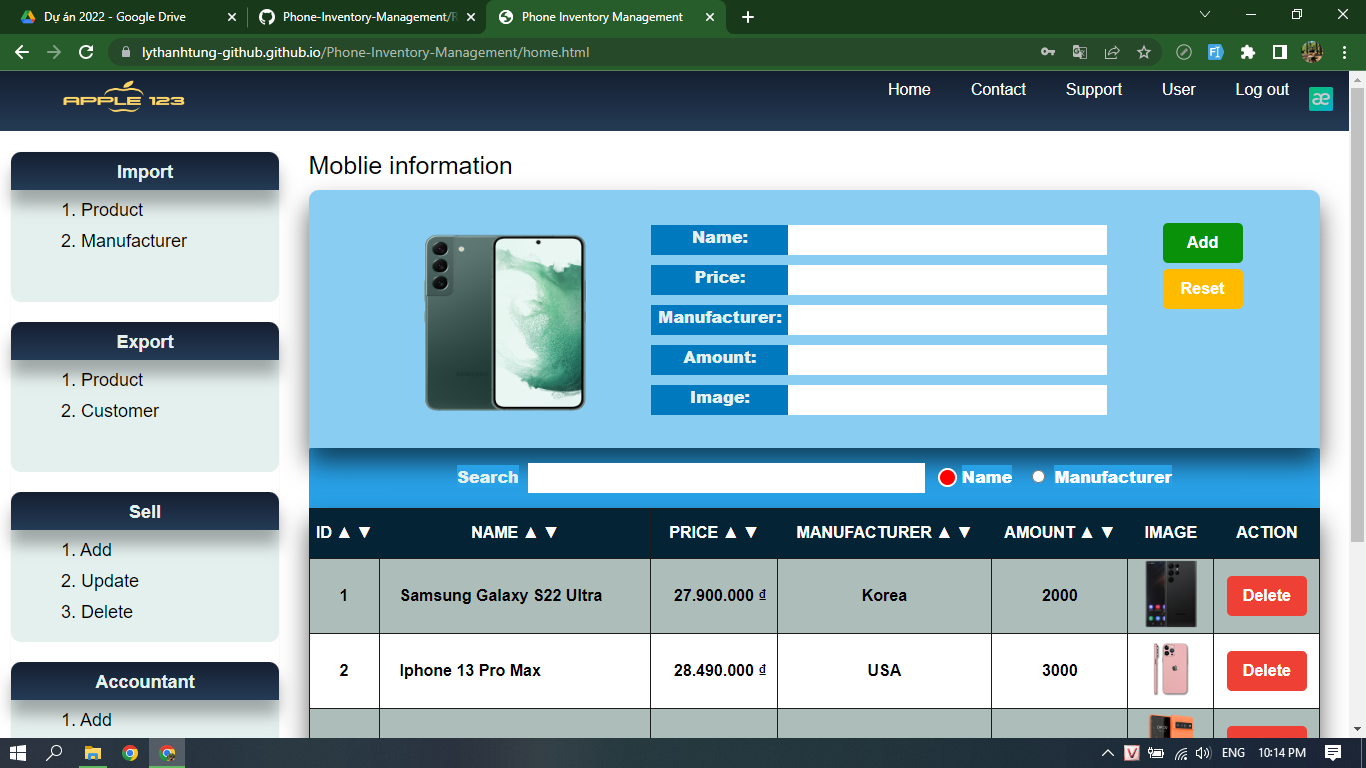 Dự án 2022 - Google Drive
Phone-Inventory-Management/R
Phone Inventory Management
lythanhtung-github.github.io/Phone-Inventory-Management/home.html
APPLE 123
Home Contact Support User Log out
æ
Import
1. Product
2. Manufacturer
Export
1. Product
2. Customer
Sell
1. Add
2. Update
3. Delete
Accountant
1. Add
Moblie information
Name:
Price:
Manufacturer:
Amount:
Image:
Add
Reset
Search Name Manufacturer
ID ▲ ▼ NAME ▲ ▼ PRICE ▲ ▼ MANUFACTURER ▲ ▼ AMOUNT ▲ ▼ IMAGE ACTION
1 Samsung Galaxy S22 Ultra 27.900.000 ₫ Korea 2000 Delete
2 Iphone 13 Pro Max 28.490.000 ₫ USA 3000 Delete
ENG 10:14 PM